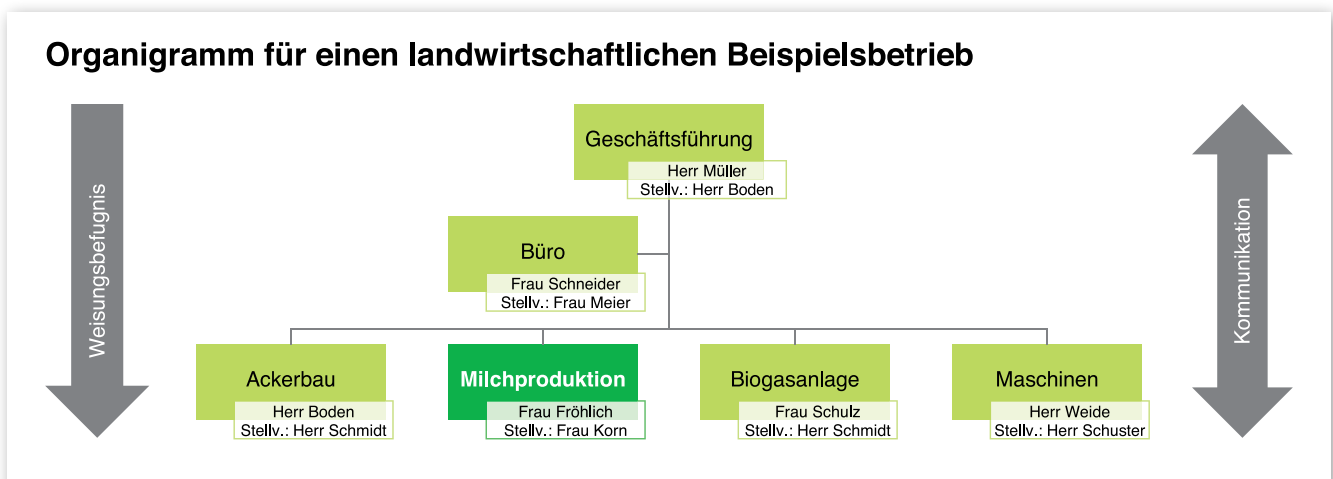 Organigramm für einen landwirtschaftlichen Beispielsbetrieb
Weisungsbefugnis
Kommunikation
Geschäftsführung
Herr Müller
Stellv.: Herr Boden
Büro
Frau Schneider
Stellv.: Frau Meier
Ackerbau
Herr Boden
Stellv.: Herr Schmidt
Milchproduktion
Frau Fröhlich
Stellv.: Frau Korn
Biogasanlage
Frau Schulz
Stellv.: Herr Schmidt
Maschinen
Herr Weide
Stellv.: Herr Schuster